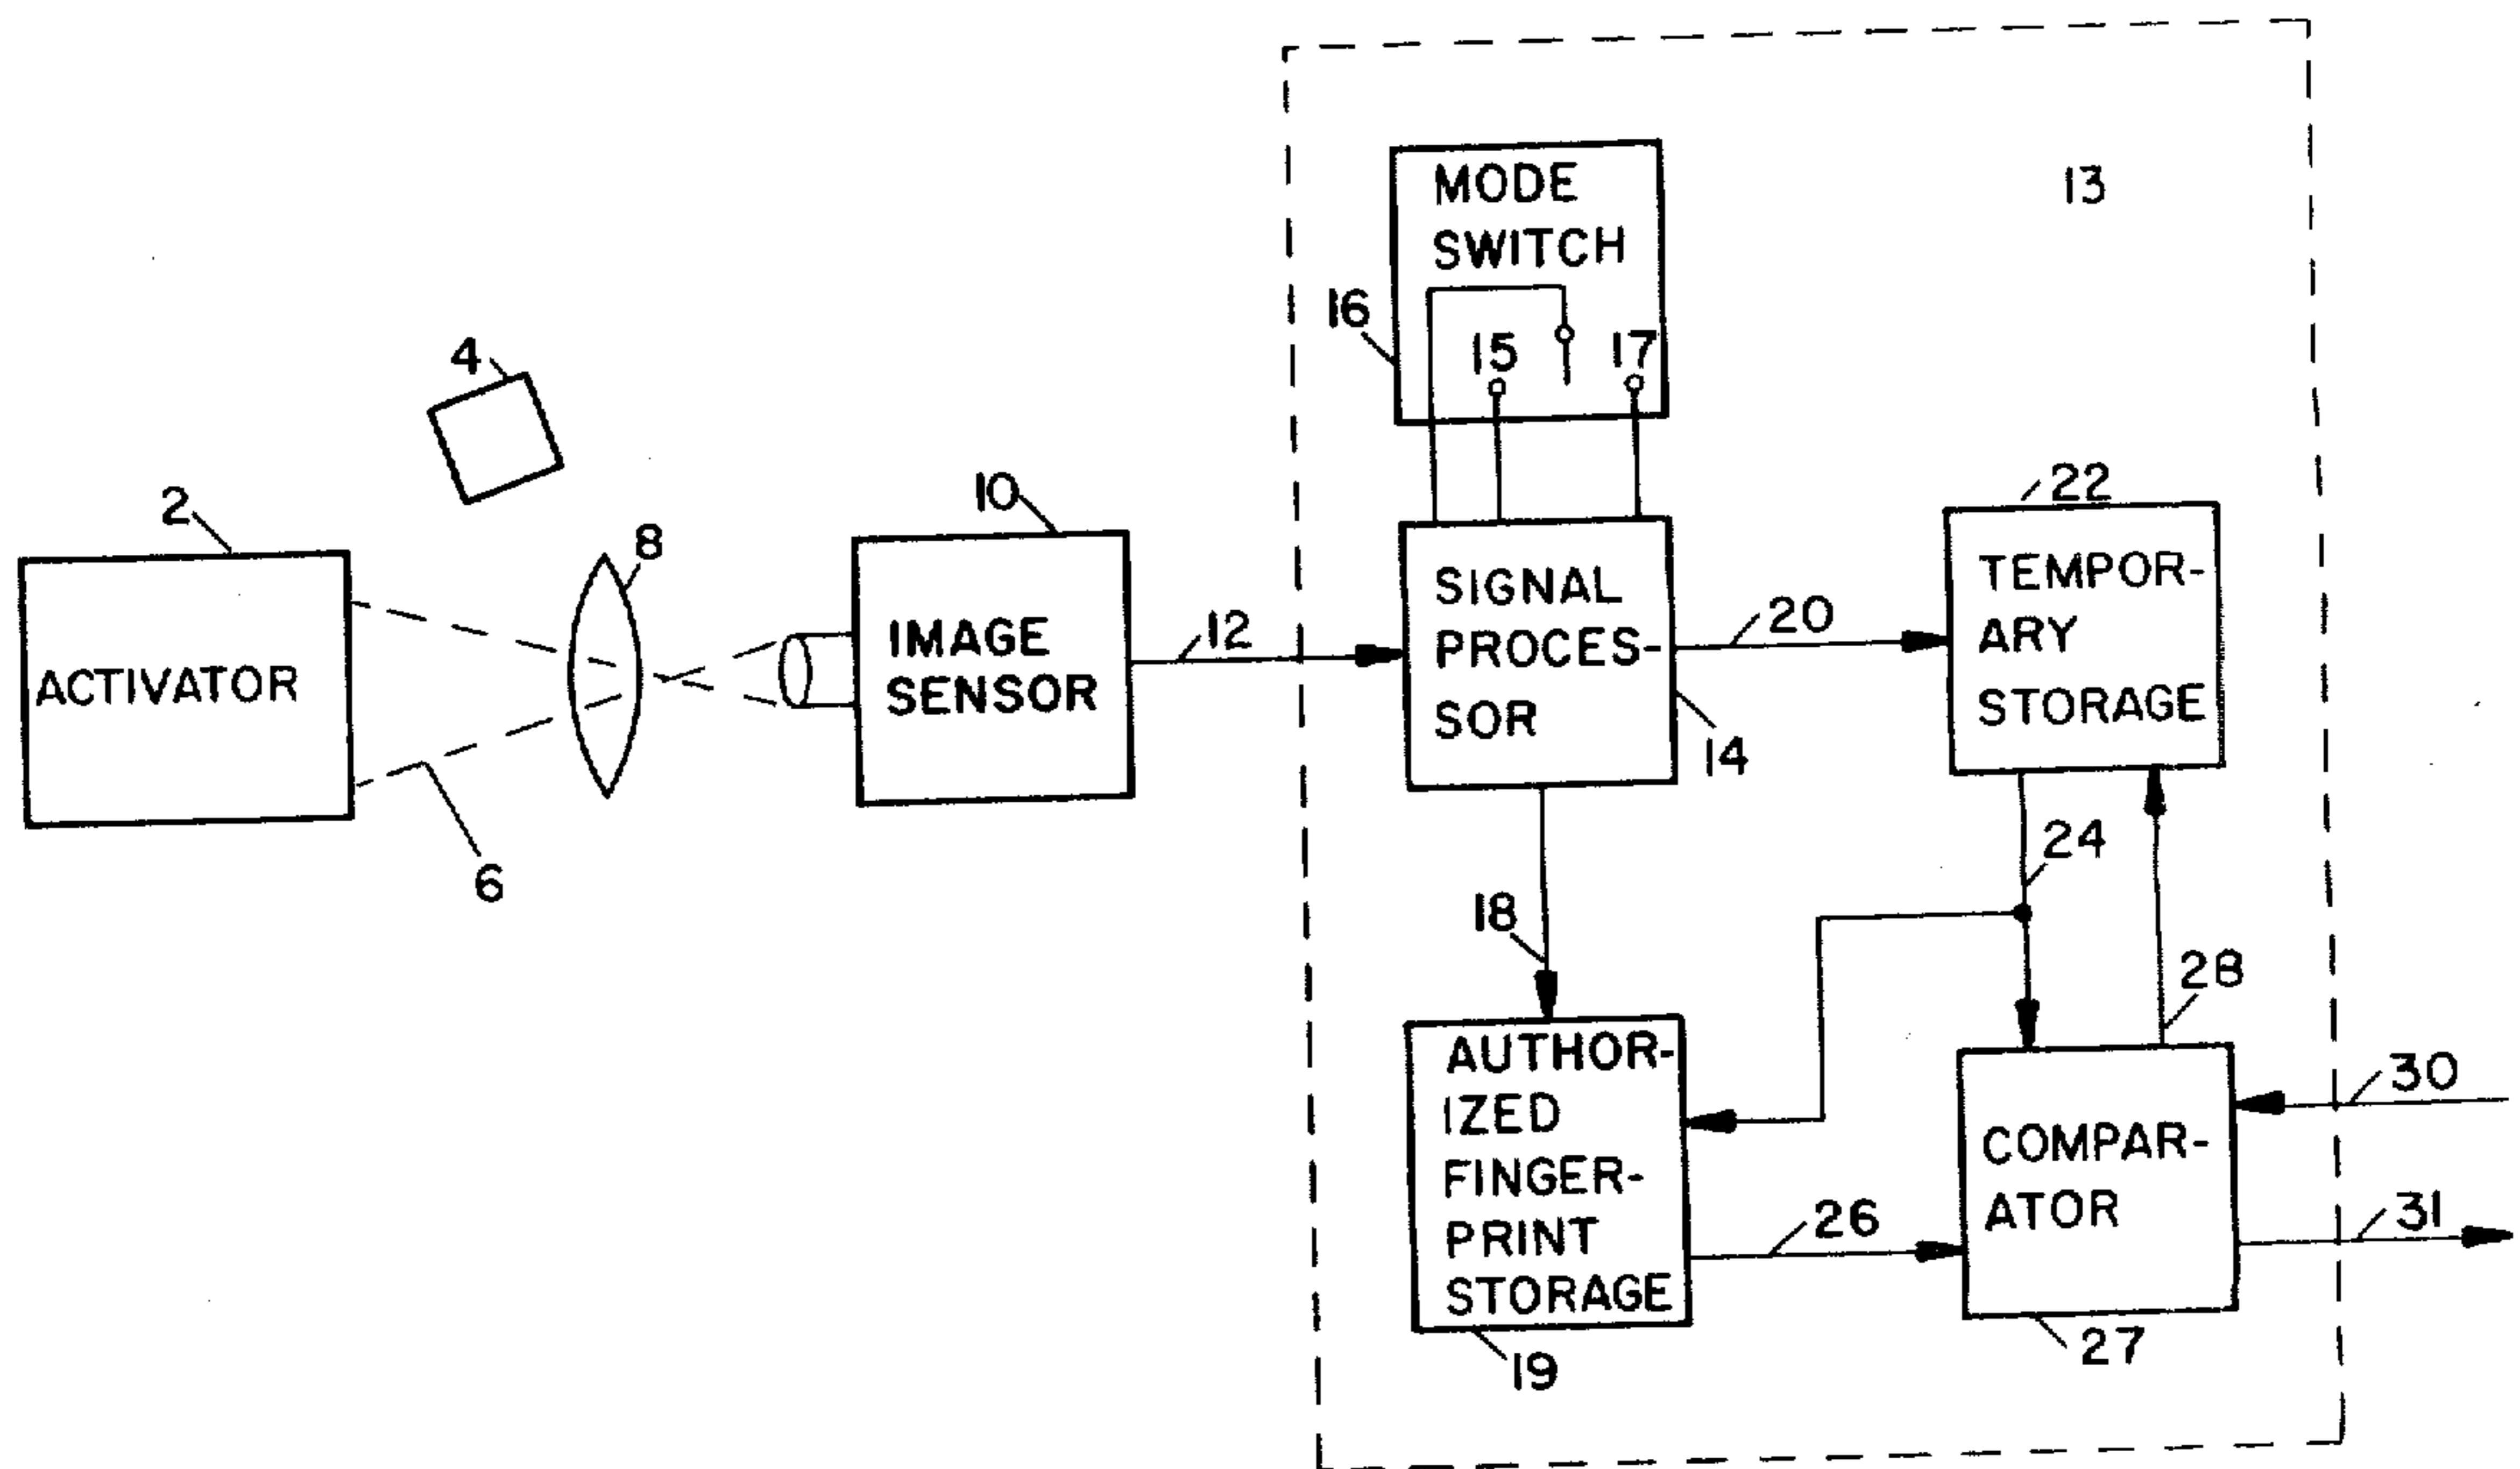 13
MODE
SWITCH
16
15
17
4
2
8
10
22
ACTIVATOR
IMAGE
SENSOR
12
SIGNAL
PROCES-
SOR
20
TEMPOR-
ARY
STORAGE
14
6
18
24
28
AUTHOR-
IZED
FINGER-
PRINT
STORAGE
30
COMPAR-
ATOR
26
31
19
27